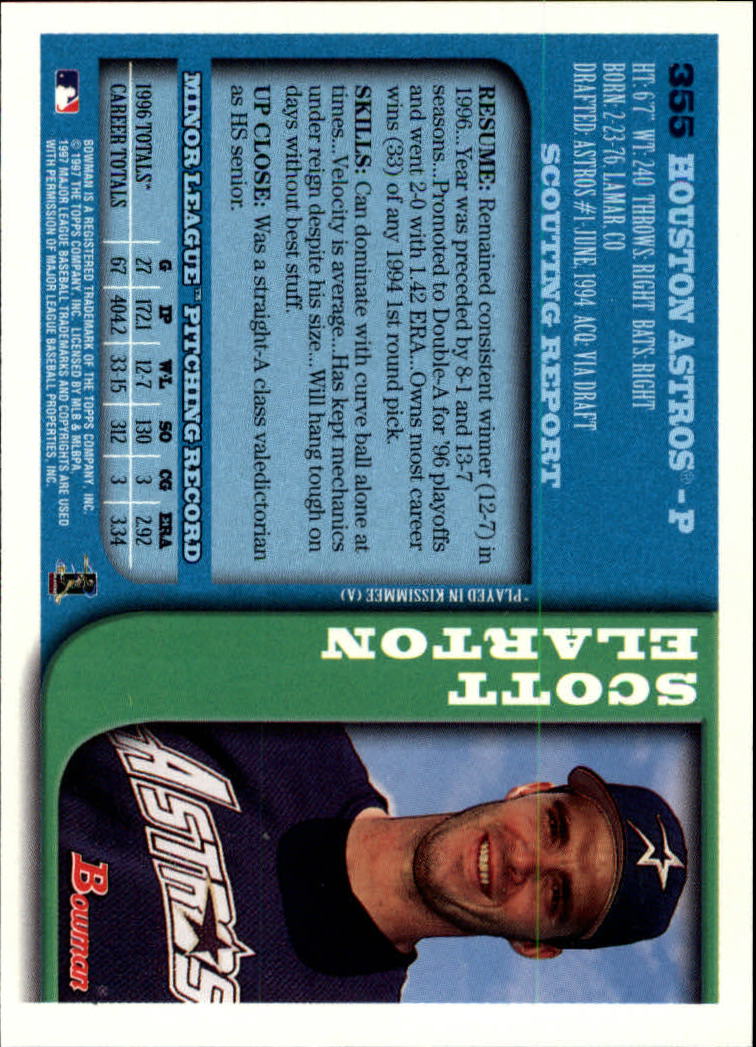 355 HOUSTON ASTROS® - P
HT: 6'7" WT: 240 THROWS: RIGHT BATS: RIGHT
BORN: 2-23-76, LAMAR, CO
DRAFTED: ASTROS #1-JUNE, 1994 ACQ: VIA DRAFT
SCOUTING REPORT
RESUME: Remained consistent winner (12-7) in
1996...Year was preceded by 8-1 and 13-7
seasons...Promoted to Double-A for '96 playoffs
and went 2-0 with 1.42 ERA...Owns most career
wins (33) of any 1994 1st round pick.
SKILLS: Can dominate with curve ball alone at
times...Velocity is average...Has kept mechanics
under reign despite his size...Will hang tough on
days without best stuff.
UP CLOSE: Was a straight-A class valedictorian
as HS senior.
*PLAYED IN KISSIMMEE (A)
MINOR LEAGUE™ PITCHING RECORD
G IP W-L SO CG ERA
1996 TOTALS* 27 172.1 12-7 130 3 2.92
CAREER TOTALS 67 404.2 33-15 312 3 3.34
BOWMAN IS A REGISTERED TRADEMARK OF THE TOPPS COMPANY, INC.
© 1997 THE TOPPS COMPANY, INC. LICENSED BY MLB & MLBPA.
1997 MAJOR LEAGUE BASEBALL TRADEMARKS AND COPYRIGHTS ARE USED
WITH PERMISSION OF MAJOR LEAGUE BASEBALL PROPERTIES, INC.
SCOTT
ELARTON
ASTROS
Bowman®